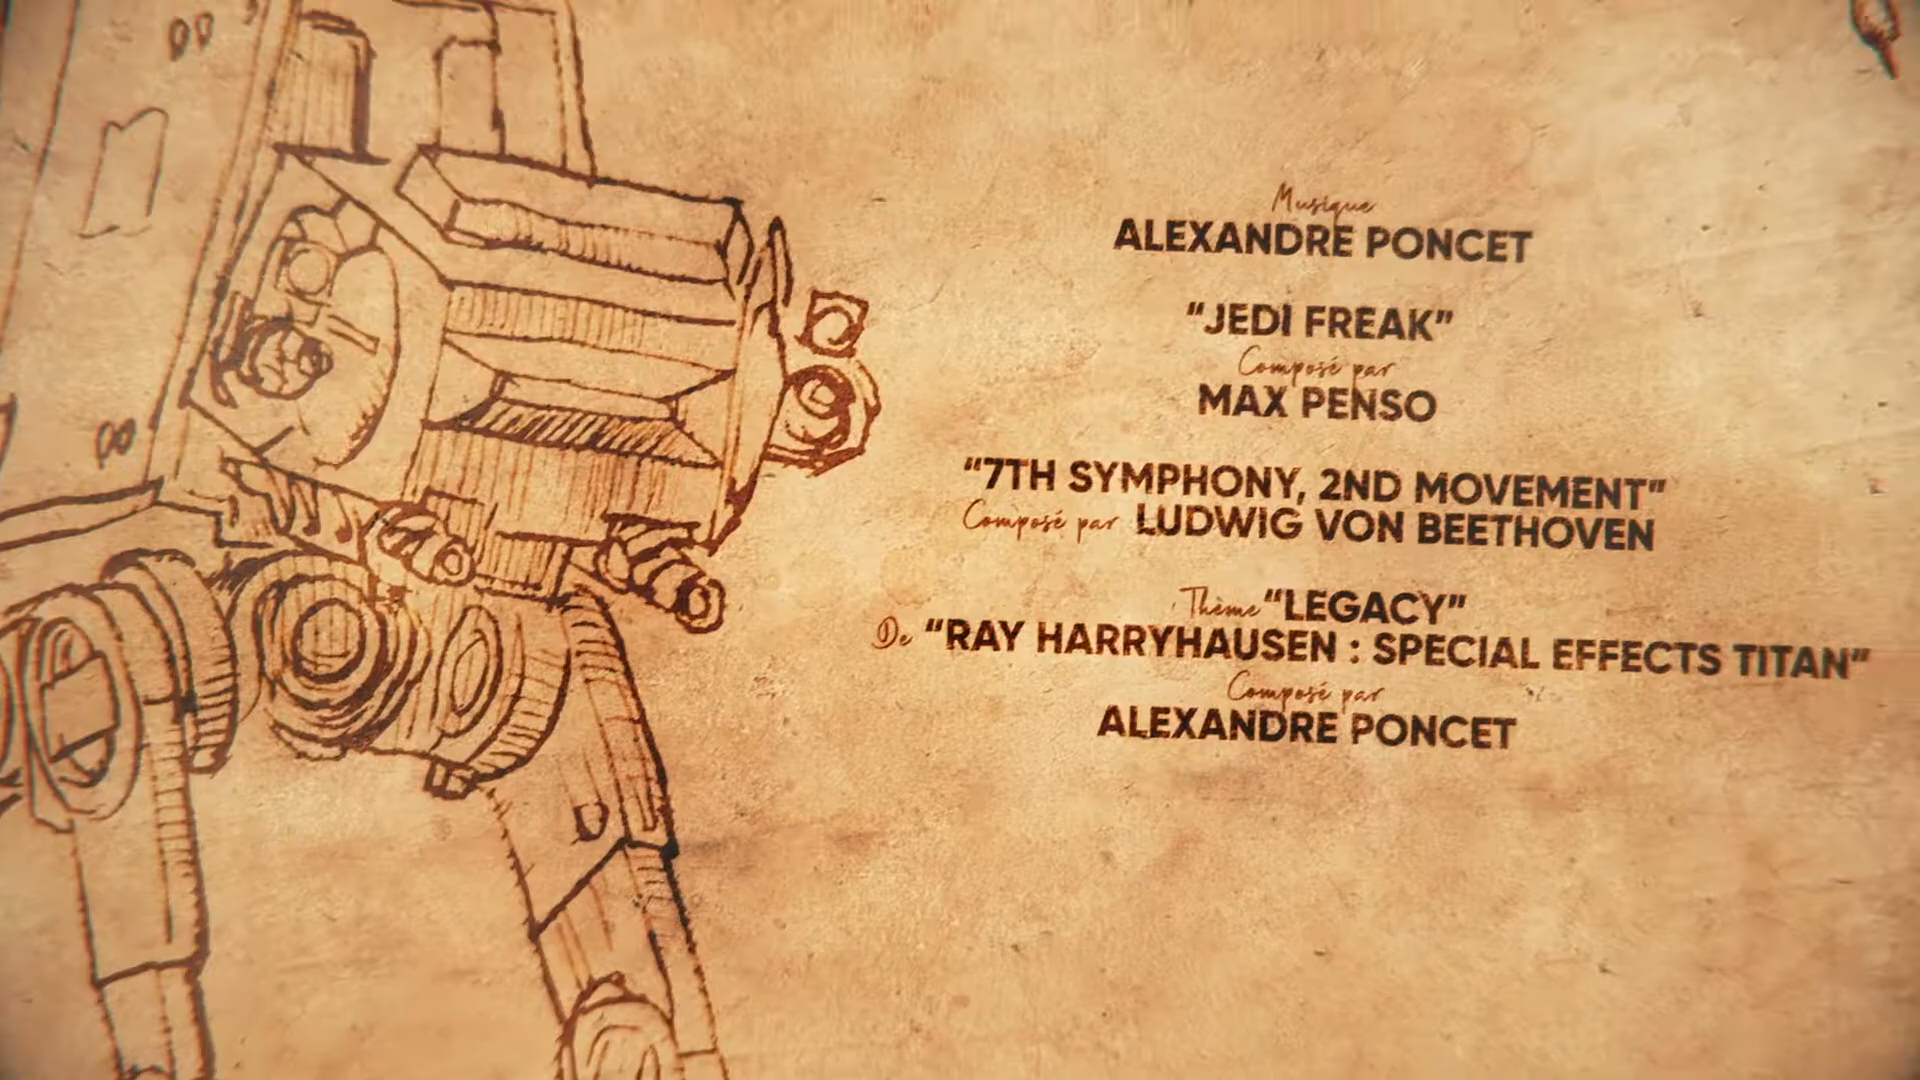 Musique
ALEXANDRE PONCET
“JEDI FREAK”
Composé par
MAX PENSO
“7TH SYMPHONY, 2ND MOVEMENT”
Composé par LUDWIG VON BEETHOVEN
Thème “LEGACY”
De “RAY HARRYHAUSEN : SPECIAL EFFECTS TITAN”
Composé par
ALEXANDRE PONCET